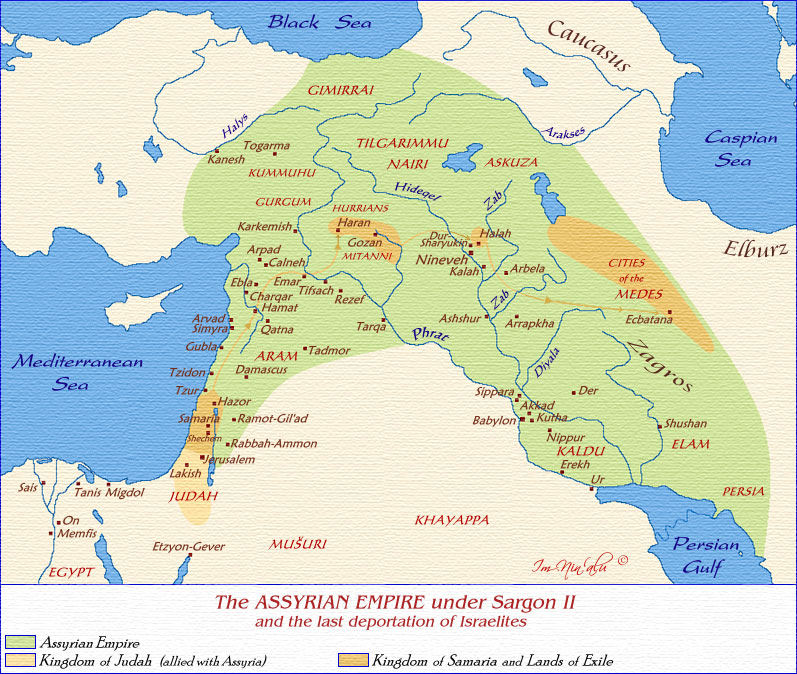 Black Sea
Caucasus
GIMIRRAI
Halys
Arakses
Caspian
Sea
Togarma
Kanesh
TILGARIMMU
NAIRI
ASKUZA
KUMMUHU
Hideqel
Zab
GURGUM
HURRIANS
Haran
Karkemish
Gozan
MITANNI
Dur-
Sharyukin
Halah
Nineveh
Kalah
Arbela
Elburz
CITIES
of the
MEDES
Arpad
Calneh
Ebla
Emar
Tifsach
Rezef
Charqar
Hamat
Zab
Ecbatana
Arvad
Simyra
Qatna
Tarqa
Ashshur
Arrapkha
Gubla
Phrat
Zagros
Mediterranean
Sea
ARAM
Tadmor
Diyala
Tzidon
Damascus
Tzur
Hazor
Sippara
Der
Akkad
Samaria
Ramot-Gil'ad
Babylon
Kutha
Shushan
Shechem
Rabbah-Ammon
Nippur
KALDU
ELAM
Jerusalem
Lakish
Erekh
Ur
Sais
Tanis
Migdol
JUDAH
PERSIA
On
Memfis
KHAYAPPA
Etzyon-Gever
MUŠURI
Persian
Gulf
EGYPT
Im Nin'alu ©
The ASSYRIAN EMPIRE under Sargon II
and the last deportation of Israelites
Assyrian Empire
Kingdom of Judah (allied with Assyria)
Kingdom of Samaria and Lands of Exile